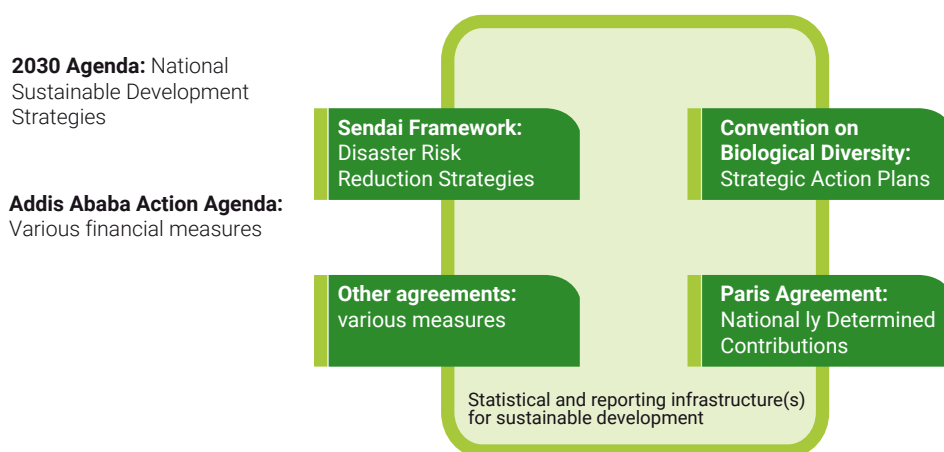 2030 Agenda: National
Sustainable Development
Strategies
Addis Ababa Action Agenda:
Various financial measures
Sendai Framework:
Disaster Risk
Reduction Strategies
Convention on
Biological Diversity:
Strategic Action Plans
Other agreements:
various measures
Paris Agreement:
National ly Determined
Contributions
Statistical and reporting infrastructure(s)
for sustainable development